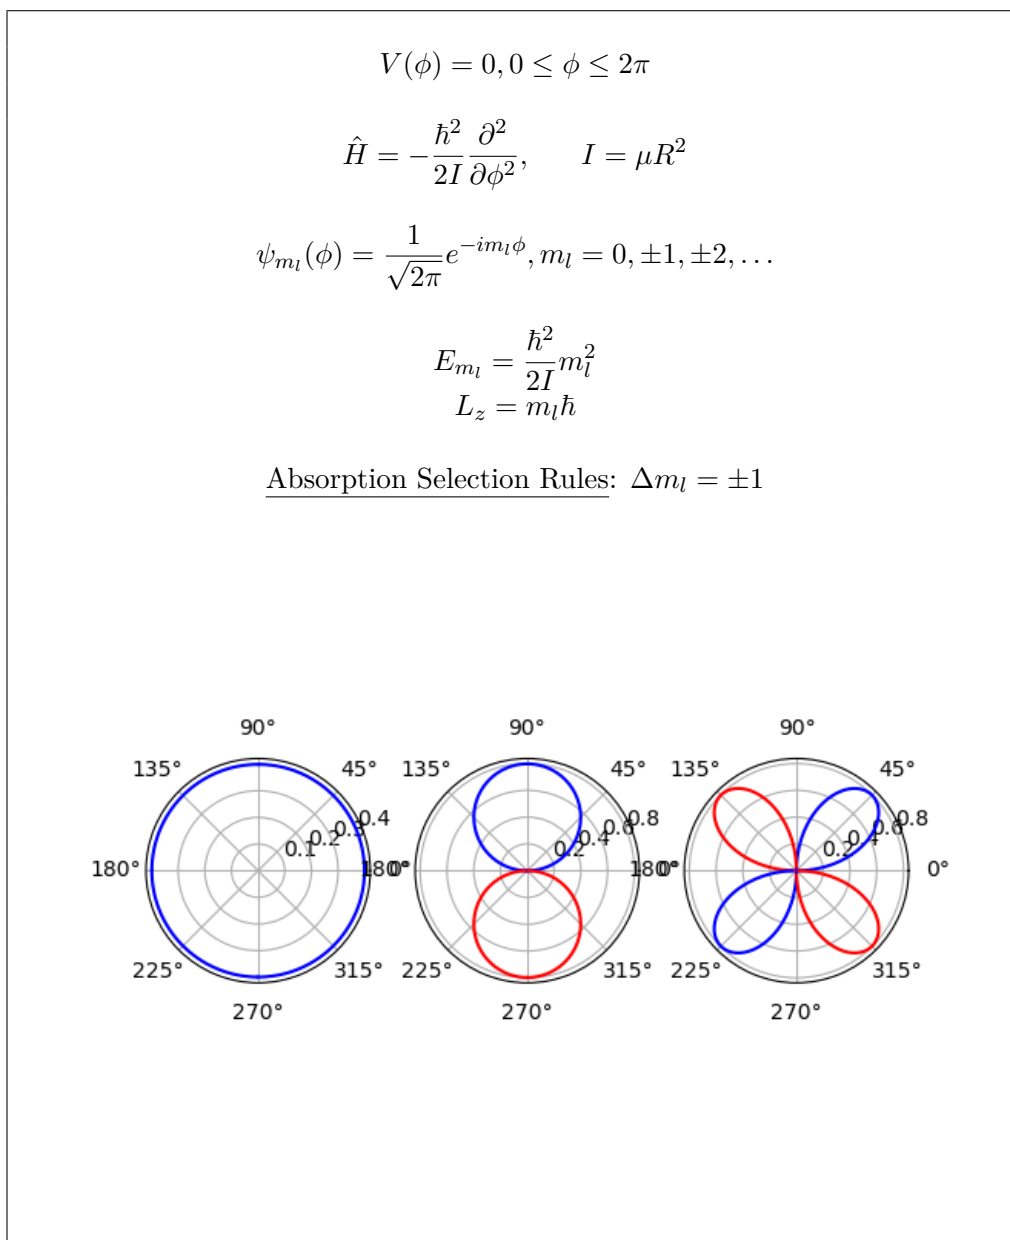 V(ϕ) = 0, 0 ≤ ϕ ≤ 2π
Ĥ = −ħ²/2I ∂²/∂ϕ², I = μR²
ψ_{m_l}(ϕ) = 1/√2π e^{−im_lϕ}, m_l = 0, ±1, ±2, …
E_{m_l} = ħ²/2I m_l²
L_z = m_lħ
Absorption Selection Rules: Δm_l = ±1
90° 90° 90°
135° 45° 135° 45° 135° 45°
0.1 0.2 0.3 0.4 0.2 0.4 0.6 0.8 0.2 0.4 0.6 0.8
180° 0° 180° 0° 180° 0°
225° 315° 225° 315° 225° 315°
270° 270° 270°